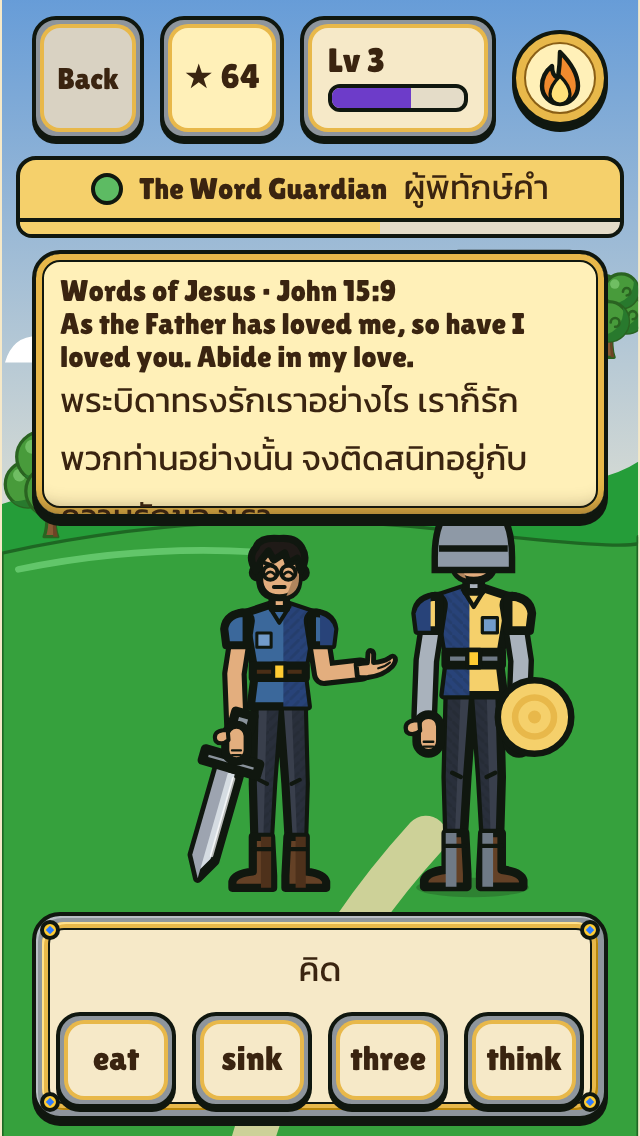 Back
★ 64
Lv 3
The Word Guardian ผู้พิทักษ์คำ
Words of Jesus · John 15:9
As the Father has loved me, so have I
loved you. Abide in my love.
พระบิดาทรงรักเราอย่างไร เราก็รัก
พวกท่านอย่างนั้น จงติดสนิทอยู่กับ
คิด
eat
sink
three
think